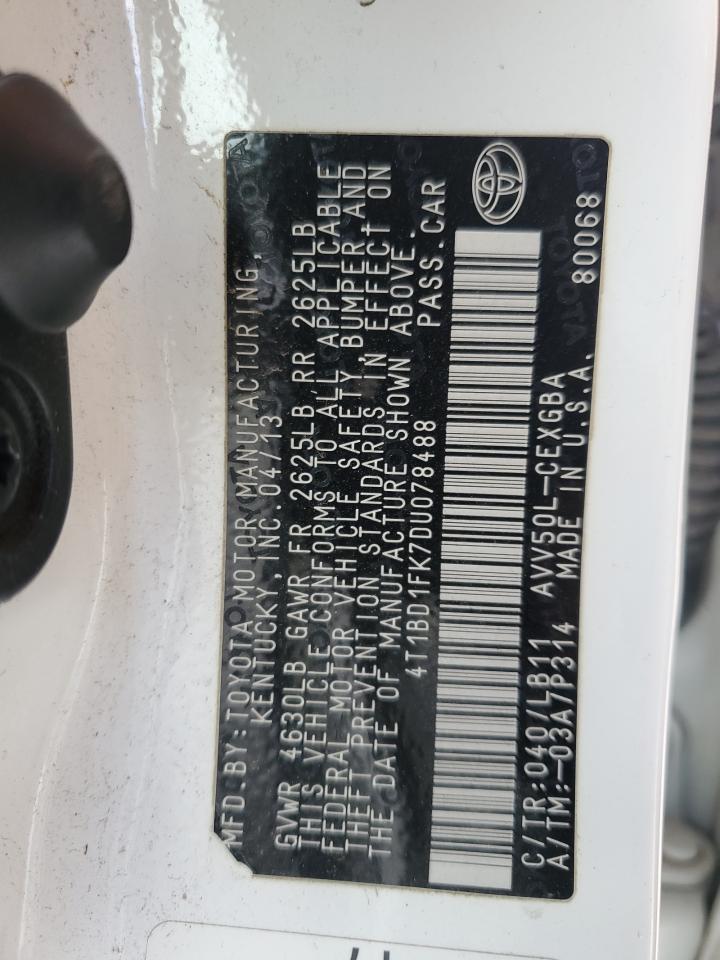 MFD.BY:TOYOTA MOTOR MANUFACTURING,
KENTUCKY, INC.04/13
GVWR 4630LB GAWR FR 2625LB RR 2625LB
THIS VEHICLE CONFORMS TO ALL APPLICABLE
FEDERAL MOTOR VEHICLE SAFETY, BUMPER, AND
THEFT PREVENTION STANDARDS IN EFFECT ON
THE DATE OF MANUFACTURE SHOWN ABOVE.
4T1BD1FK7DU078488 PASS.CAR
C/TR:040/LB11 AVV50L-CEXGBA
A/TM:-03A7P314 MADE IN U.S.A. 80068